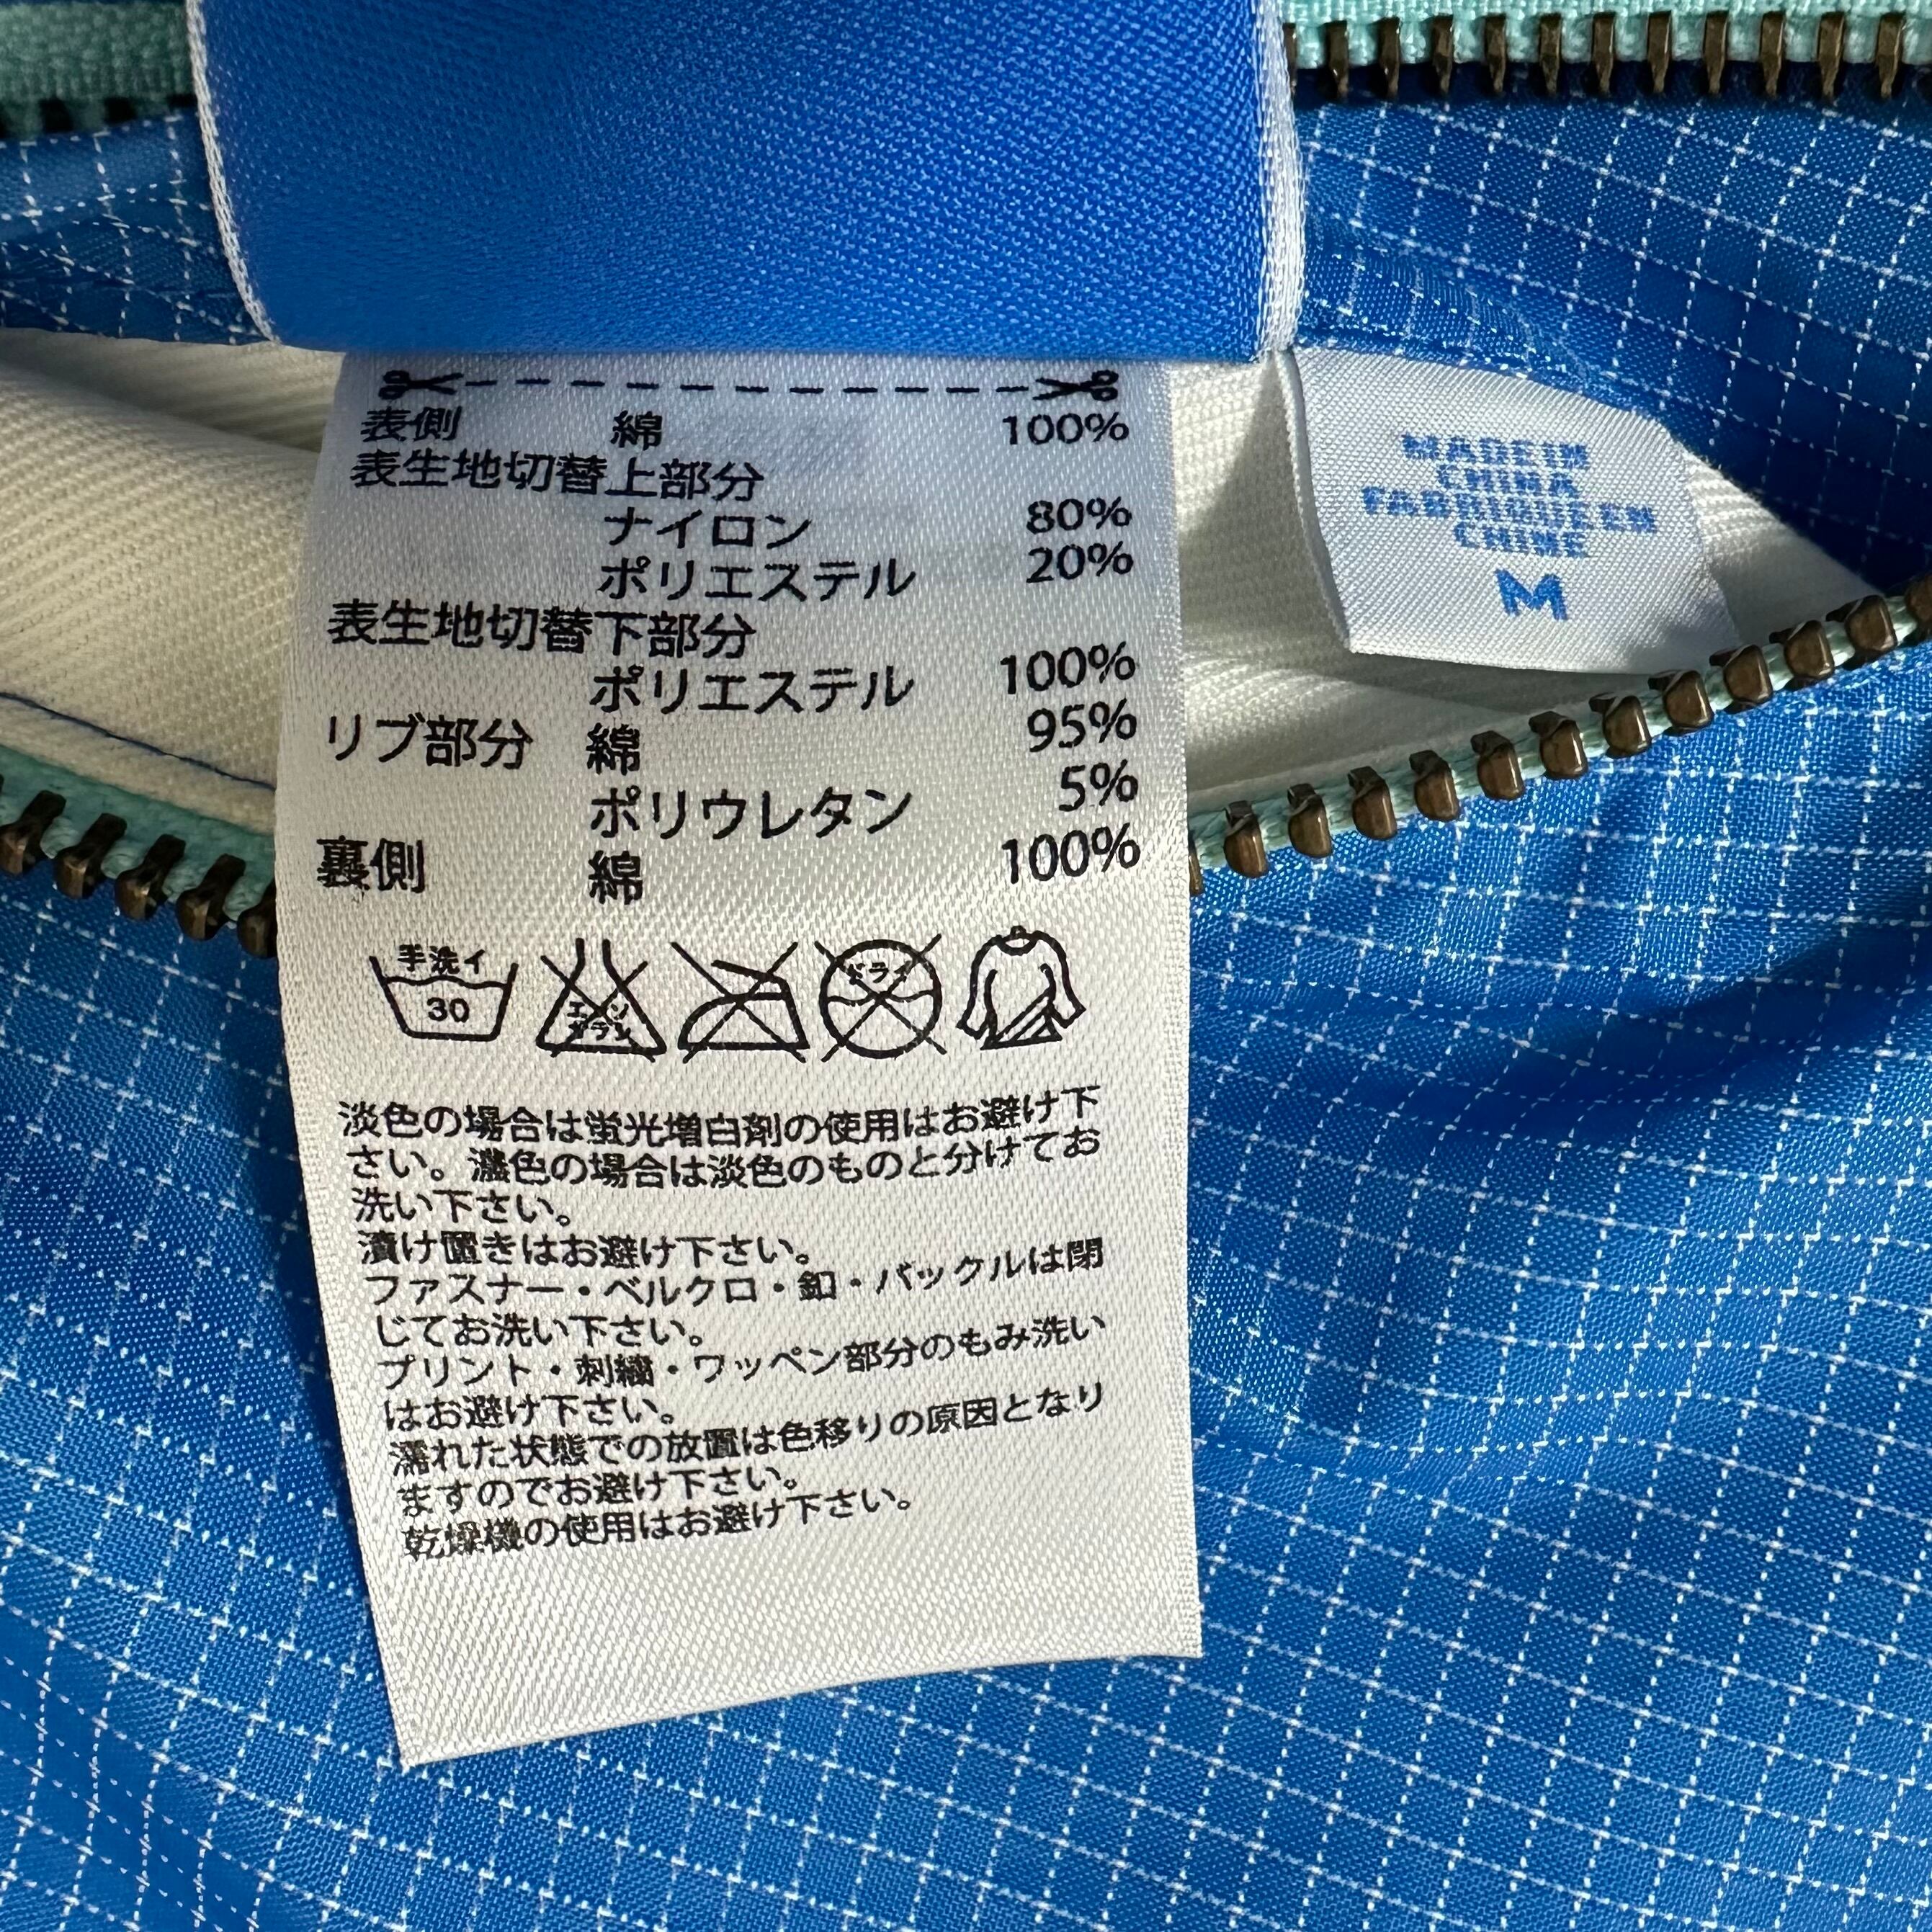 表側 綿 100%
表生地切替上部分
ナイロン 80%
ポリエステル 20%
表生地切替下部分
ポリエステル 100%
リブ部分 綿 95%
ポリウレタン 5%
裏側 綿 100%
手洗イ
30
エンソ
サラシ
ドライ
淡色の場合は蛍光増白剤の使用はお避け下
さい。濃色の場合は淡色のものと分けてお
洗い下さい。
漬け置きはお避け下さい。
ファスナー・ベルクロ・釦・バックルは閉
じてお洗い下さい。
プリント・刺繍・ワッペン部分のもみ洗い
はお避け下さい。
濡れた状態での放置は色移りの原因となり
ますのでお避け下さい。
乾燥機の使用はお避け下さい。
MADE IN
CHINA
FABRIQUE EN
CHINE
M